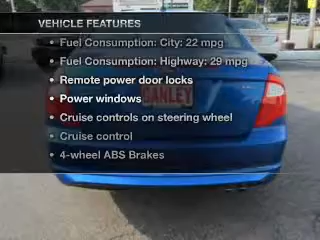 VEHICLE FEATURES
• Fuel Consumption: City: 22 mpg
• Fuel Consumption: Highway: 29 mpg
• Remote power door locks
• Power windows
• Cruise controls on steering wheel
• Cruise control
• 4-wheel ABS Brakes
GANLEY